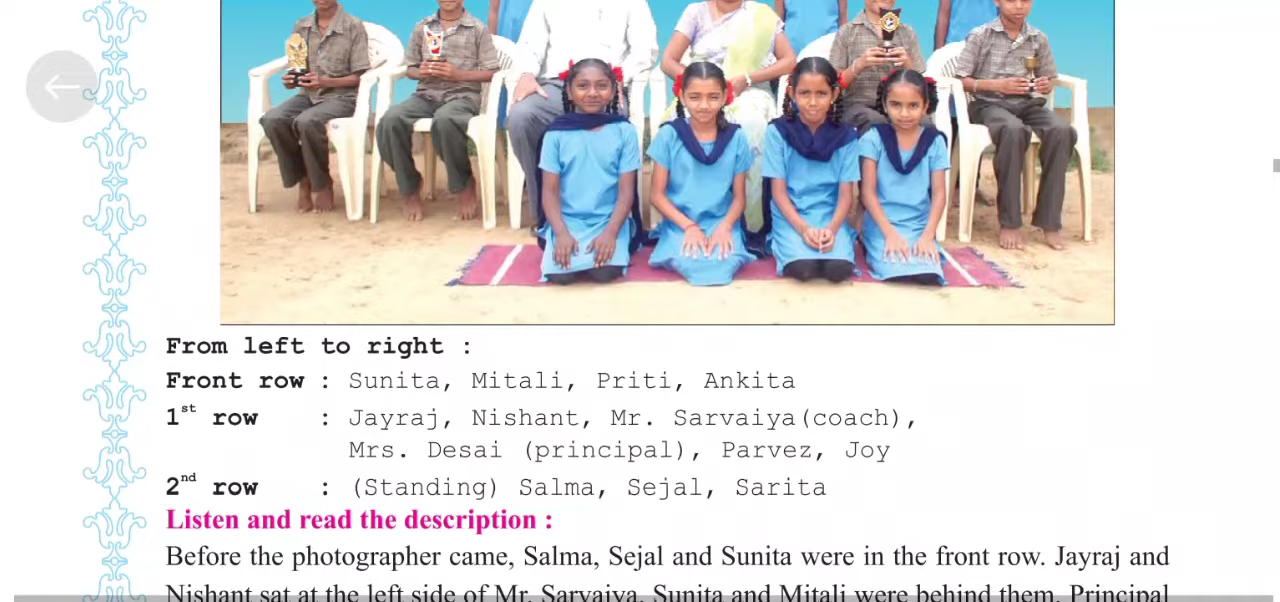 From left to right :
Front row : Sunita, Mitali, Priti, Ankita
1st row : Jayraj, Nishant, Mr. Sarvaiya(coach),
Mrs. Desai (principal), Parvez, Joy
2nd row : (Standing) Salma, Sejal, Sarita
Listen and read the description :
Before the photographer came, Salma, Sejal and Sunita were in the front row. Jayraj and
Nishant sat at the left side of Mr. Sarvaiya. Sunita and Mitali were behind them. Principal